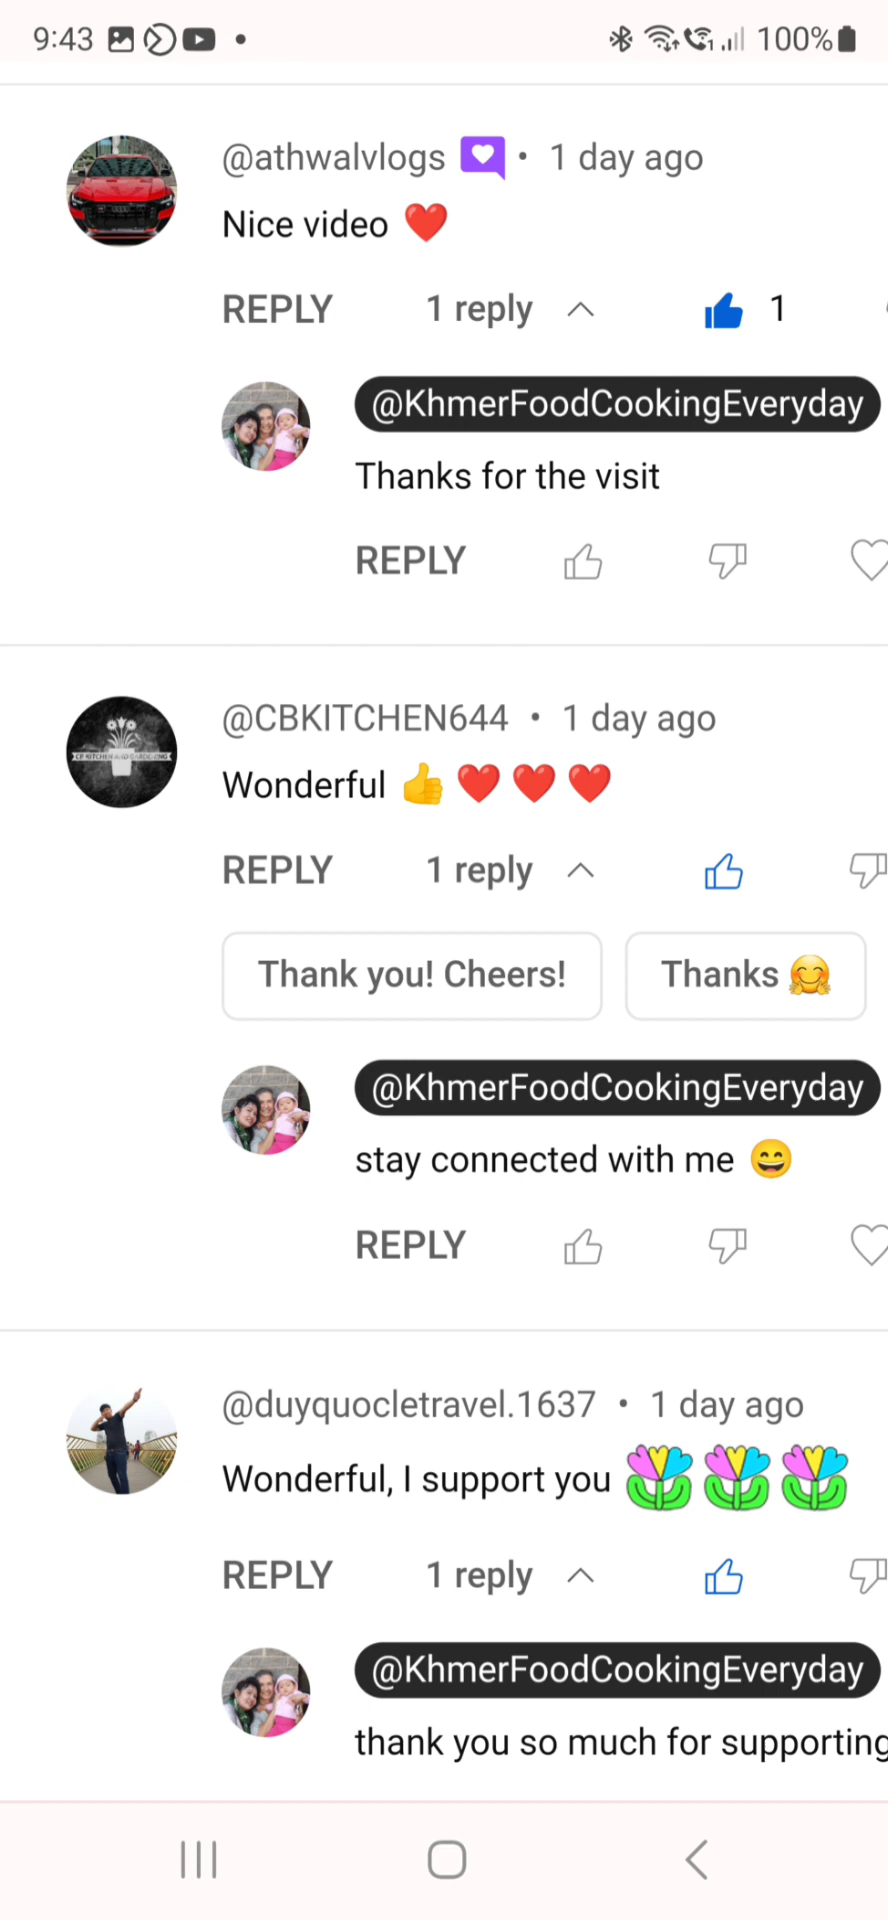 9:43 100%
@athwalvlogs • 1 day ago
Nice video ❤️
REPLY 1 reply 1
@KhmerFoodCookingEveryday
Thanks for the visit
REPLY
@CBKITCHEN644 • 1 day ago
Wonderful 👍❤️❤️❤️
REPLY 1 reply
Thank you! Cheers! Thanks 🤗
@KhmerFoodCookingEveryday
stay connected with me 😄
REPLY
@duyquocletravel.1637 • 1 day ago
Wonderful, I support you
REPLY 1 reply
@KhmerFoodCookingEveryday
thank you so much for supporting